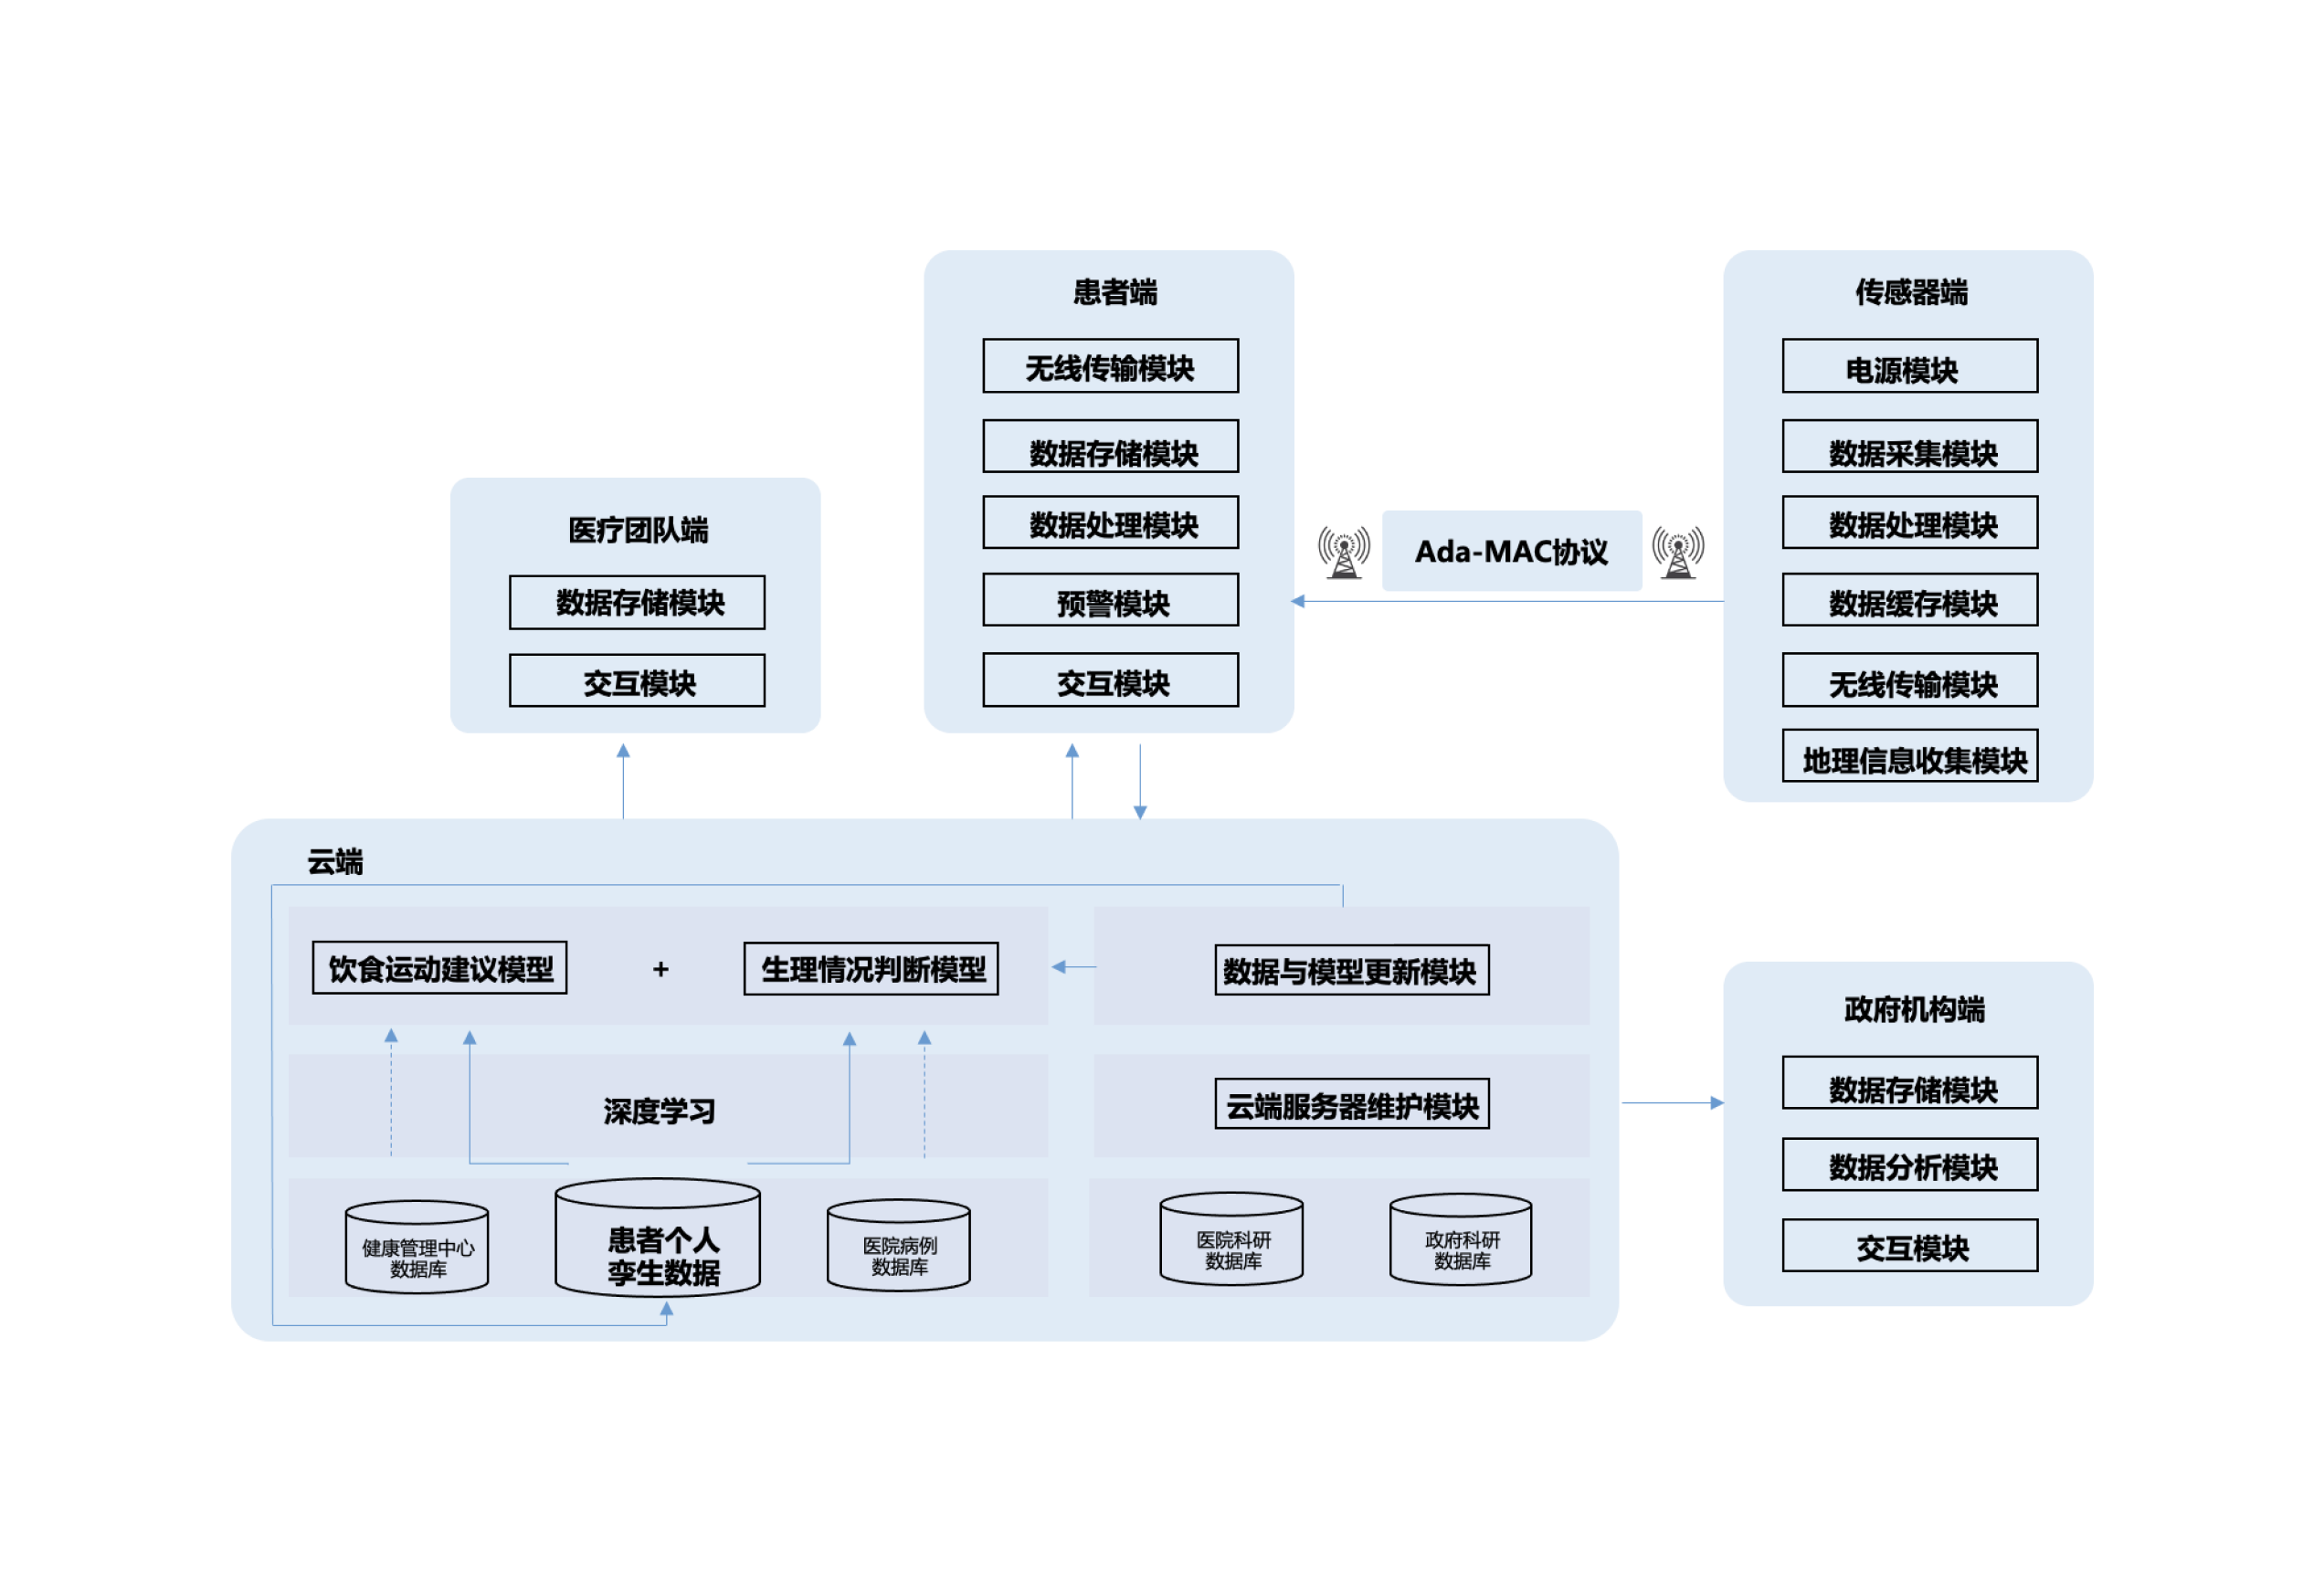 患者端
无线传输模块
数据存储模块
数据处理模块
预警模块
交互模块
传感器端
电源模块
数据采集模块
数据处理模块
数据缓存模块
无线传输模块
地理信息收集模块
Ada-MAC协议
医疗团队端
数据存储模块
交互模块
云端
饮食运动建议模型
+
生理情况判断模型
数据与模型更新模块
深度学习
云端服务器维护模块
健康管理中心
数据库
患者个人
孪生数据
医院病例
数据库
医院科研
数据库
政府科研
数据库
政府机构端
数据存储模块
数据分析模块
交互模块